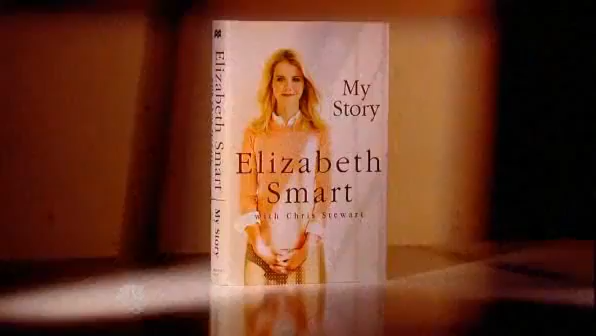 Elizabeth Smart | My Story
My
Story
Elizabeth
Smart
with Chris Stewart